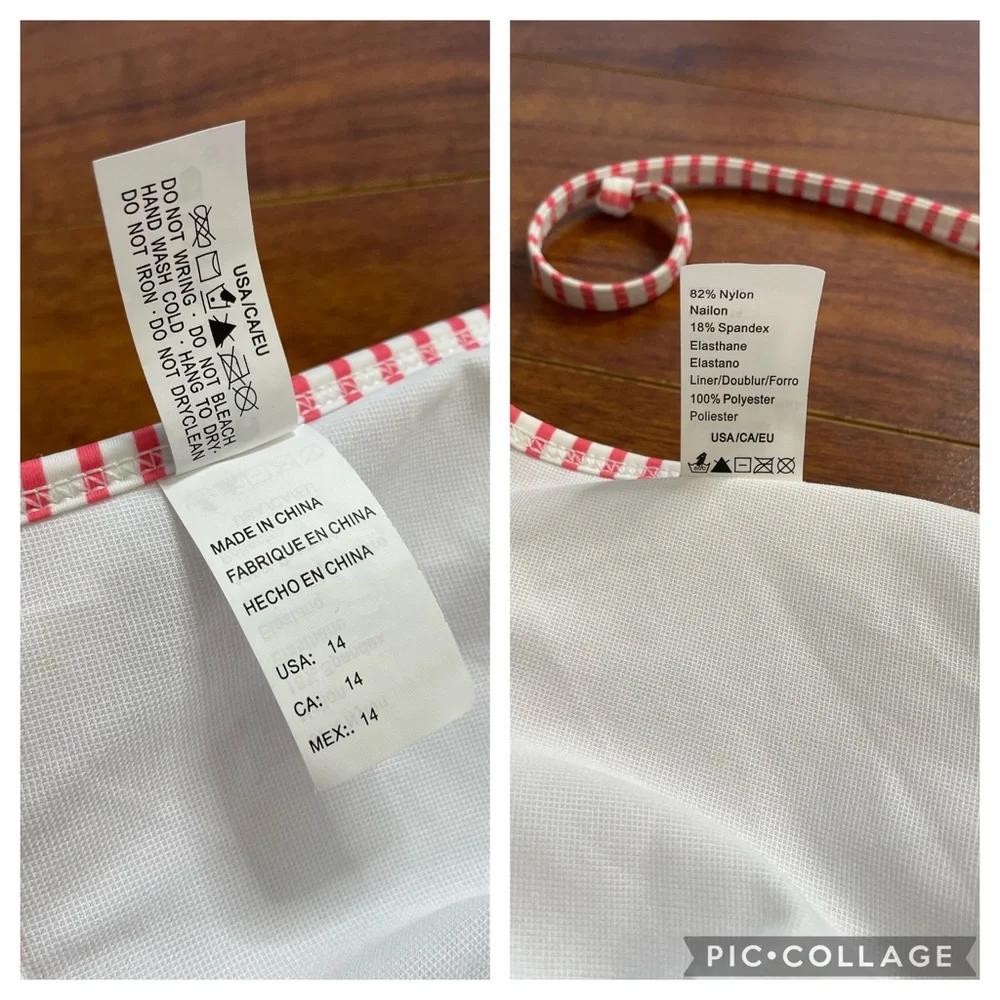 USA/CA/EU
DO NOT WRING · DO NOT BLEACH
HAND WASH COLD · HANG TO DRY·
DO NOT IRON · DO NOT DRYCLEAN
MADE IN CHINA
FABRIQUE EN CHINA
HECHO EN CHINA
USA: 14
CA: 14
MEX:. 14
82% Nylon
Nailon
18% Spandex
Elasthane
Elastano
Liner/Doublur/Forro
100% Polyester
Poliester
USA/CA/EU
PIC•COLLAGE